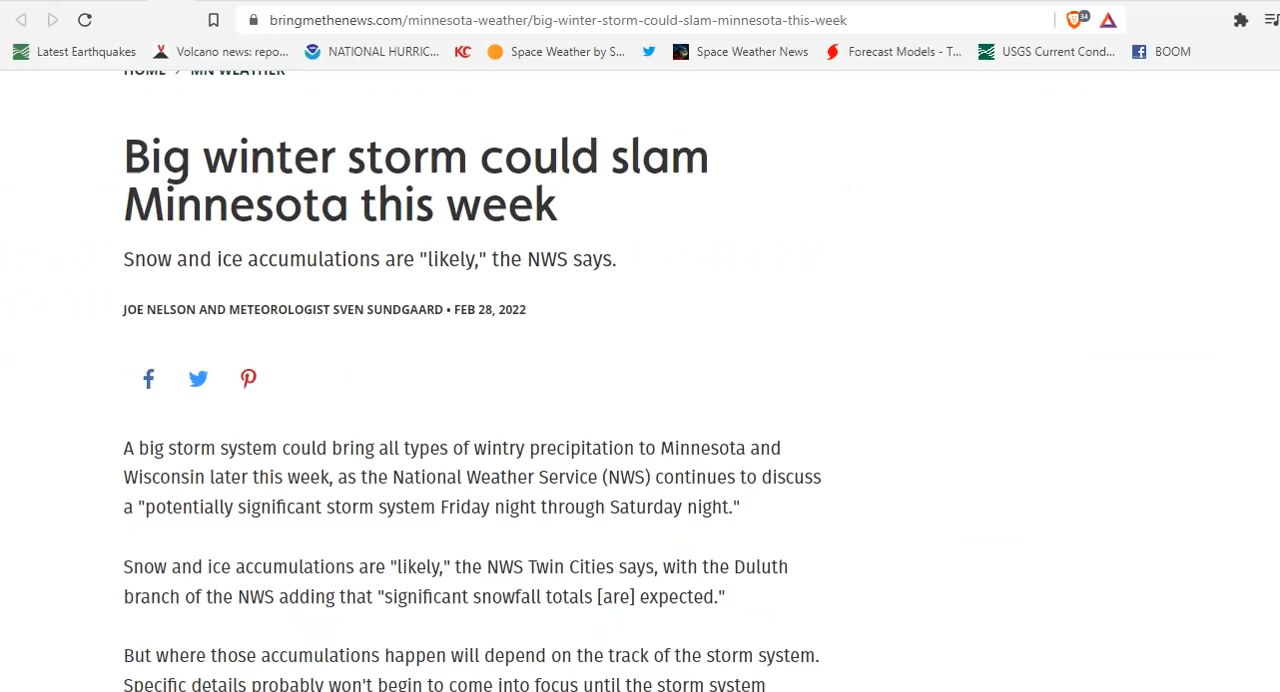 bringmethenews.com/minnesota-weather/big-winter-storm-could-slam-minnesota-this-week
34
Latest Earthquakes Volcano news: repo... NATIONAL HURRIC... KC Space Weather by S... Space Weather News Forecast Models - T... USGS Current Cond... BOOM
HOME > MN WEATHER
Big winter storm could slam
Minnesota this week
Snow and ice accumulations are "likely," the NWS says.
JOE NELSON AND METEOROLOGIST SVEN SUNDGAARD • FEB 28, 2022
A big storm system could bring all types of wintry precipitation to Minnesota and
Wisconsin later this week, as the National Weather Service (NWS) continues to discuss
a "potentially significant storm system Friday night through Saturday night."
Snow and ice accumulations are "likely," the NWS Twin Cities says, with the Duluth
branch of the NWS adding that "significant snowfall totals [are] expected."
But where those accumulations happen will depend on the track of the storm system.
Specific details probably won't begin to come into focus until the storm system